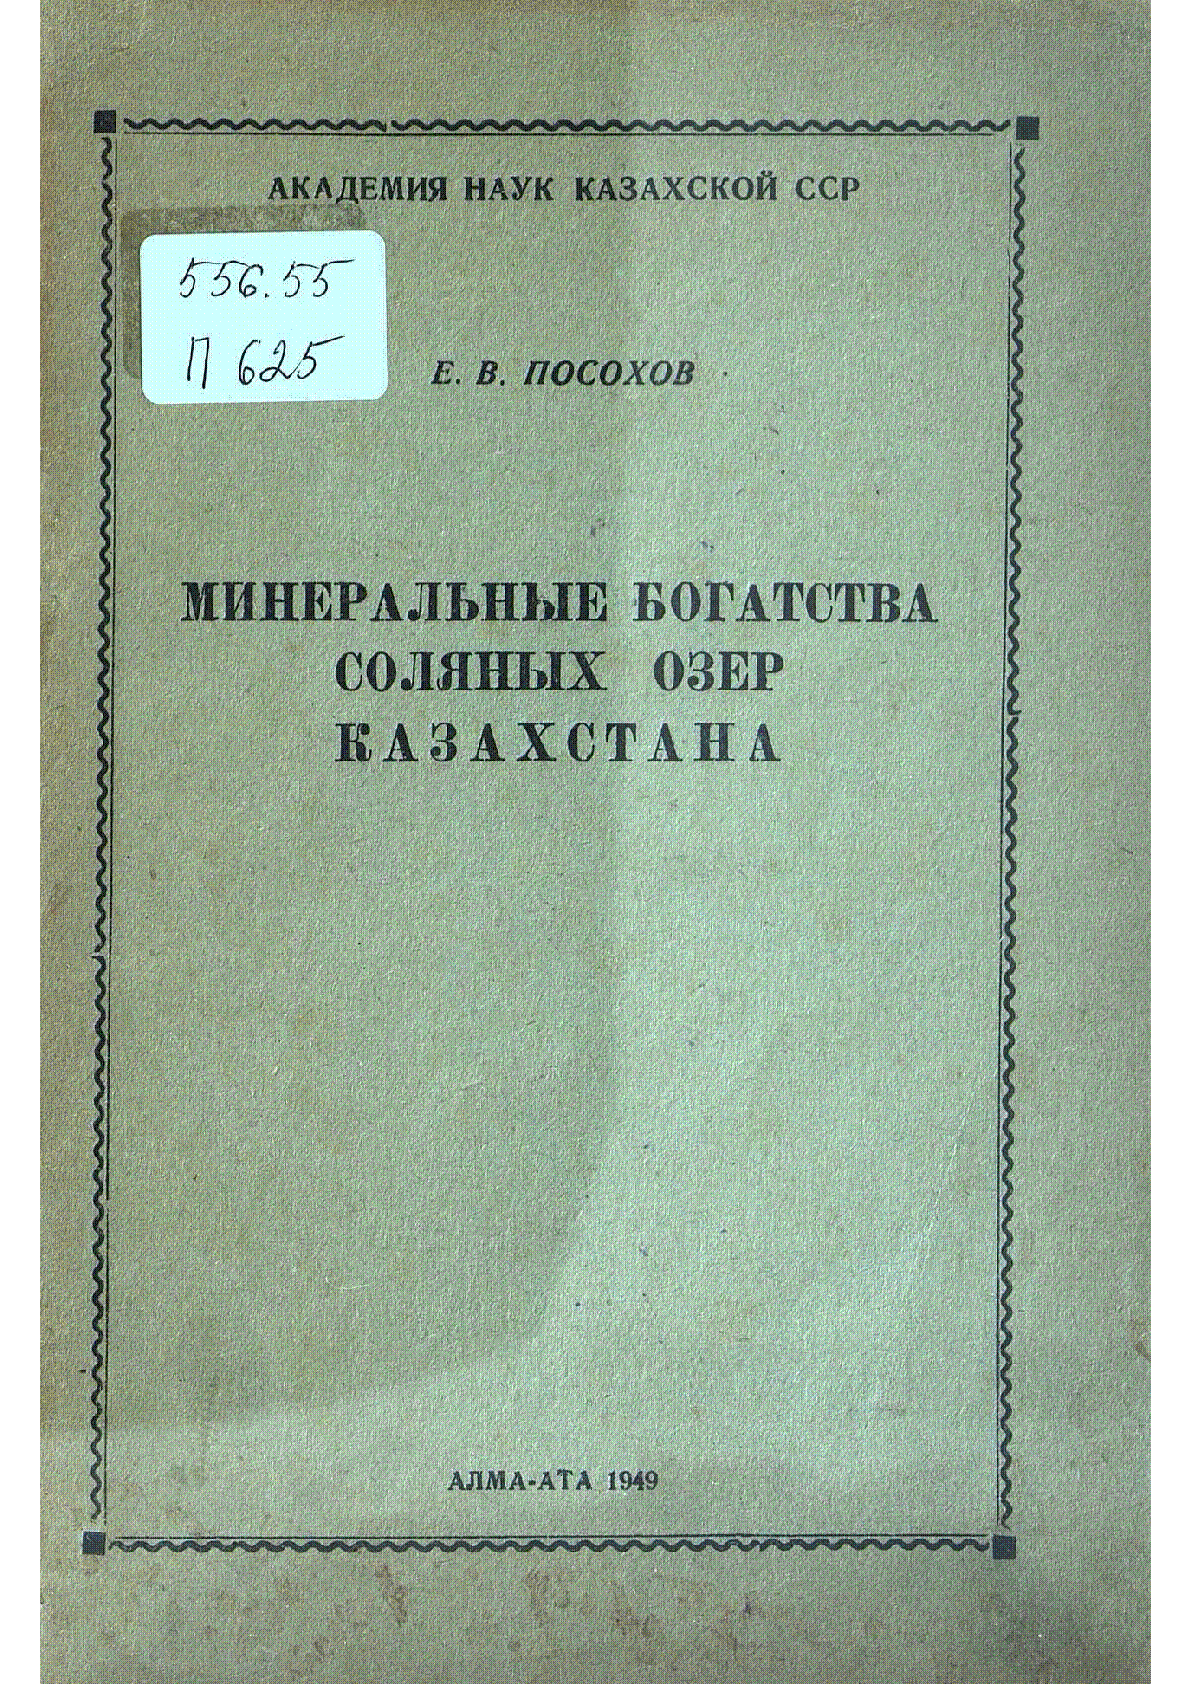 АКАДЕМИЯ НАУК КАЗАХСКОЙ ССР
556.55
П 625
Е. В. ПОСОХОВ
МИНЕРАЛЬНЫЕ БОГАТСТВА
СОЛЯНЫХ ОЗЕР
КАЗАХСТАНА
АЛМА-АТА 1949